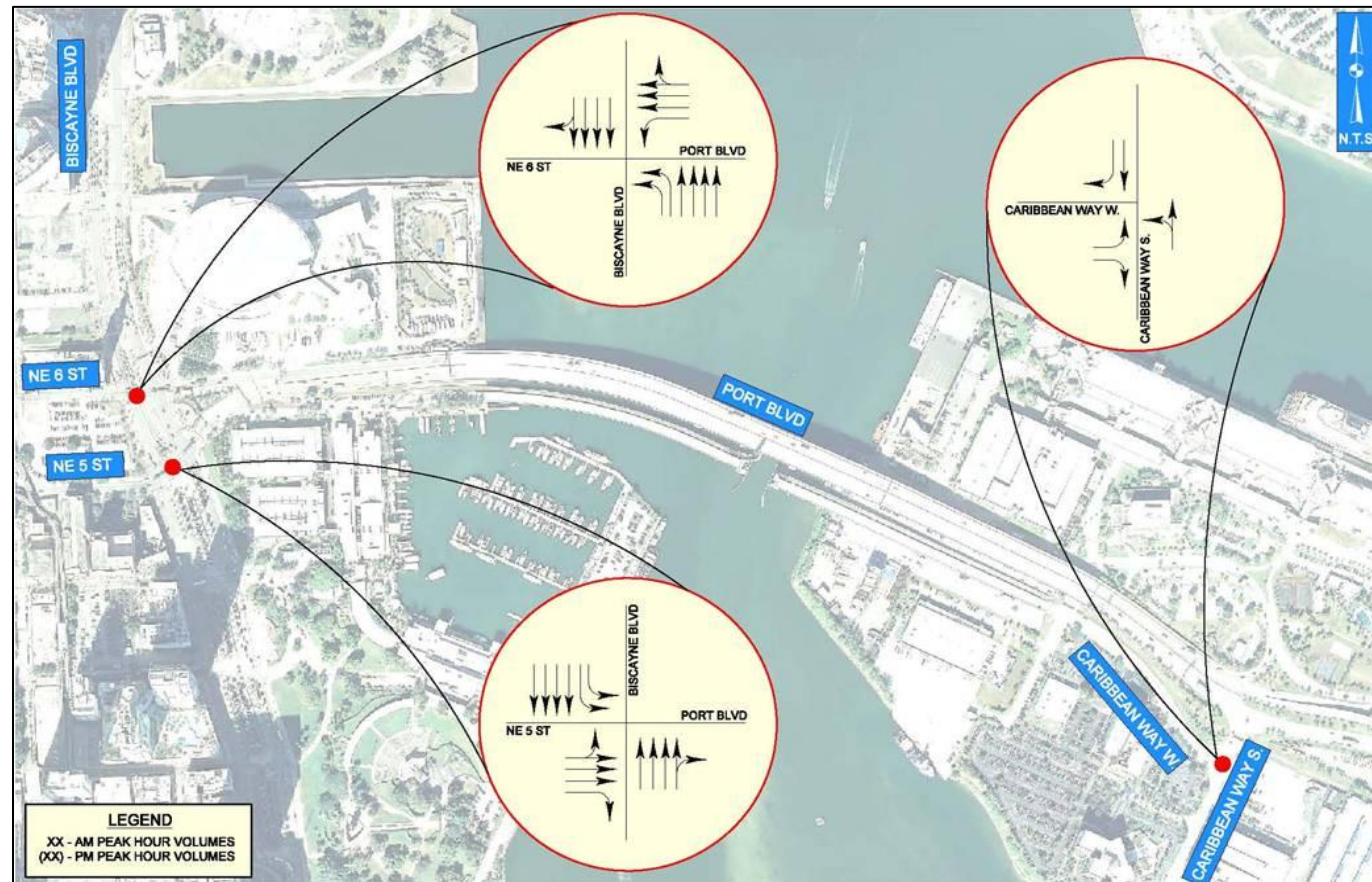 BISCAYNE BLVD
N.T.S
PORT BLVD
NE 6 ST
BISCAYNE BLVD
CARIBBEAN WAY W.
CARIBBEAN WAY S.
NE 6 ST
PORT BLVD
NE 5 ST
BISCAYNE BLVD
PORT BLVD
NE 5 ST
CARIBBEAN WAY W.
CARIBBEAN WAY S.
LEGEND
XX - AM PEAK HOUR VOLUMES
(XX) - PM PEAK HOUR VOLUMES